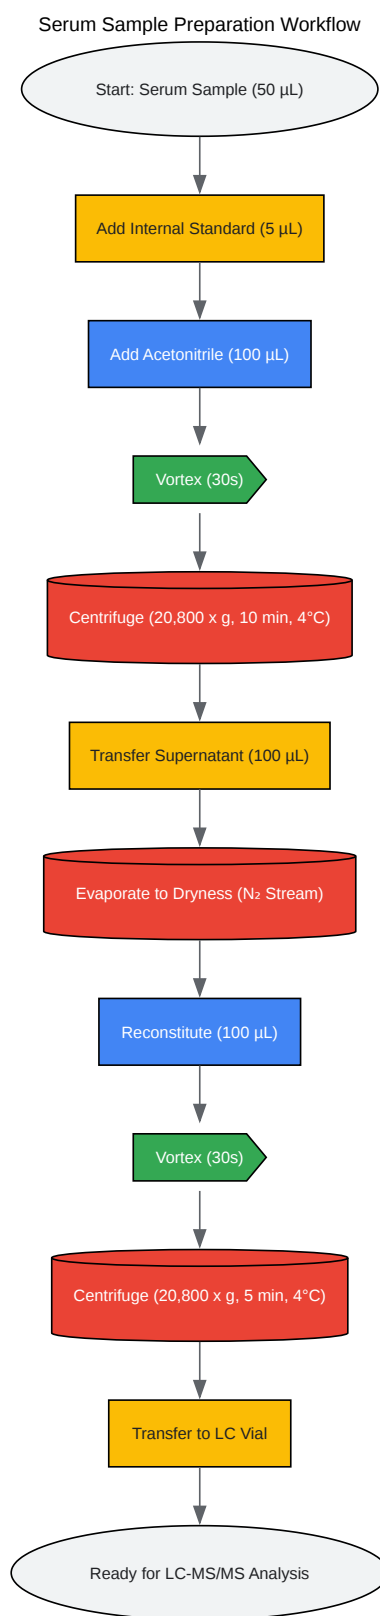 Serum Sample Preparation Workflow
Start: Serum Sample (50 µL)
Add Internal Standard (5 µL)
Add Acetonitrile (100 µL)
Vortex (30s)
Centrifuge (20,800 x g, 10 min, 4°C)
Transfer Supernatant (100 µL)
Evaporate to Dryness (N₂ Stream)
Reconstitute (100 µL)
Vortex (30s)
Centrifuge (20,800 x g, 5 min, 4°C)
Transfer to LC Vial
Ready for LC-MS/MS Analysis